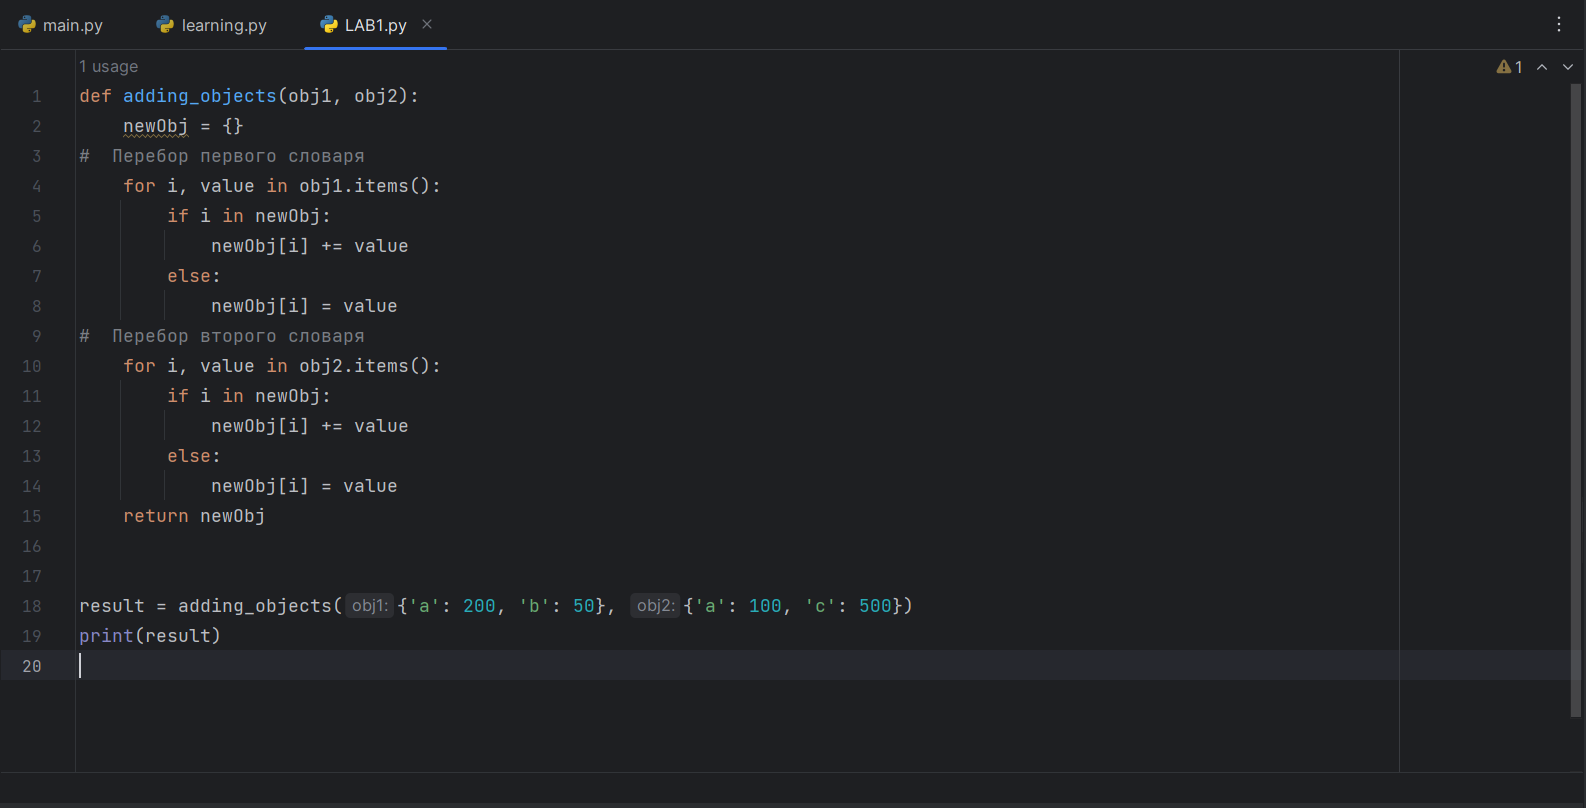 main.py learning.py LAB1.py
1 usage
1
1 def adding_objects(obj1, obj2):
2     newObj = {}
3 #  Перебор первого словаря
4     for i, value in obj1.items():
5         if i in newObj:
6             newObj[i] += value
7         else:
8             newObj[i] = value
9 #  Перебор второго словаря
10     for i, value in obj2.items():
11         if i in newObj:
12             newObj[i] += value
13         else:
14             newObj[i] = value
15     return newObj
16
17
18 result = adding_objects( obj1: {'a': 200, 'b': 50}, obj2: {'a': 100, 'c': 500})
19 print(result)
20